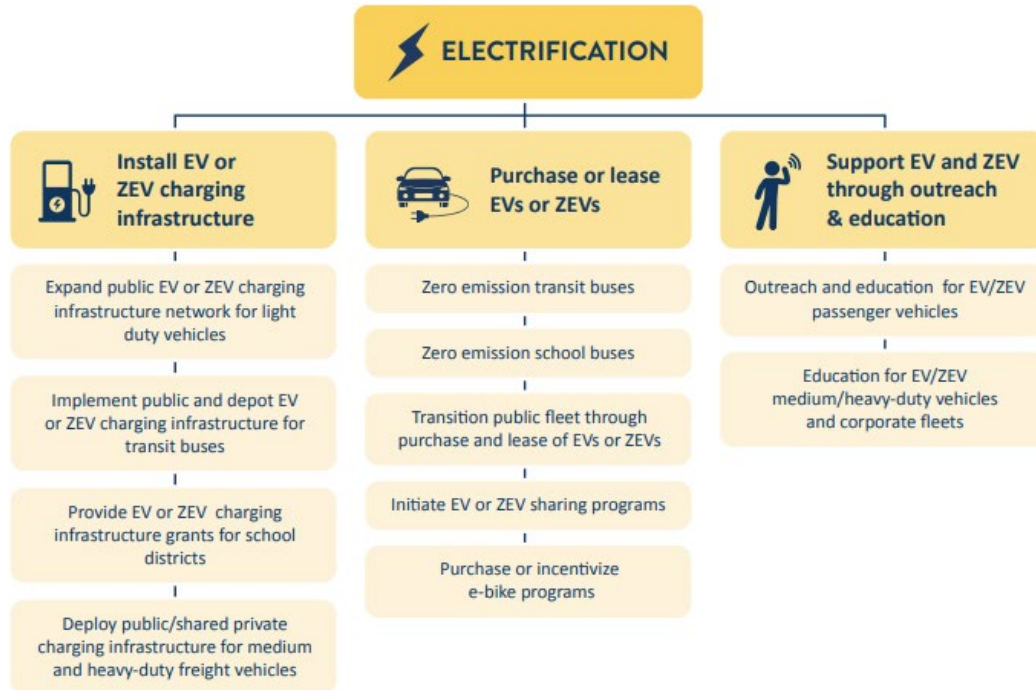 ELECTRIFICATION
Install EV or
ZEV charging
infrastructure
Expand public EV or ZEV charging
infrastructure network for light
duty vehicles
Implement public and depot EV
or ZEV charging infrastructure for
transit buses
Provide EV or ZEV charging
infrastructure grants for school
districts
Deploy public/shared private
charging infrastructure for medium
and heavy-duty freight vehicles
Purchase or lease
EVs or ZEVs
Zero emission transit buses
Zero emission school buses
Transition public fleet through
purchase and lease of EVs or ZEVs
Initiate EV or ZEV sharing programs
Purchase or incentivize
e-bike programs
Support EV and ZEV
through outreach
& education
Outreach and education for EV/ZEV
passenger vehicles
Education for EV/ZEV
medium/heavy-duty vehicles
and corporate fleets